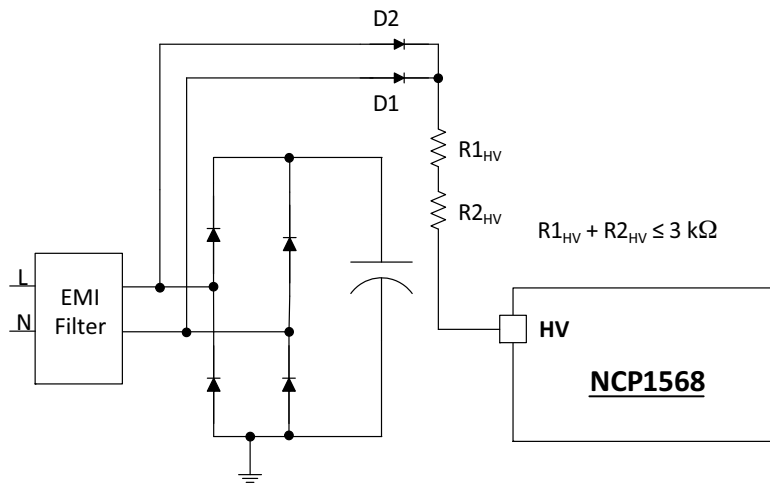 D2
D1
R1HV
R2HV
R1HV + R2HV ≤ 3 kΩ
L
EMI
Filter
N
HV
NCP1568